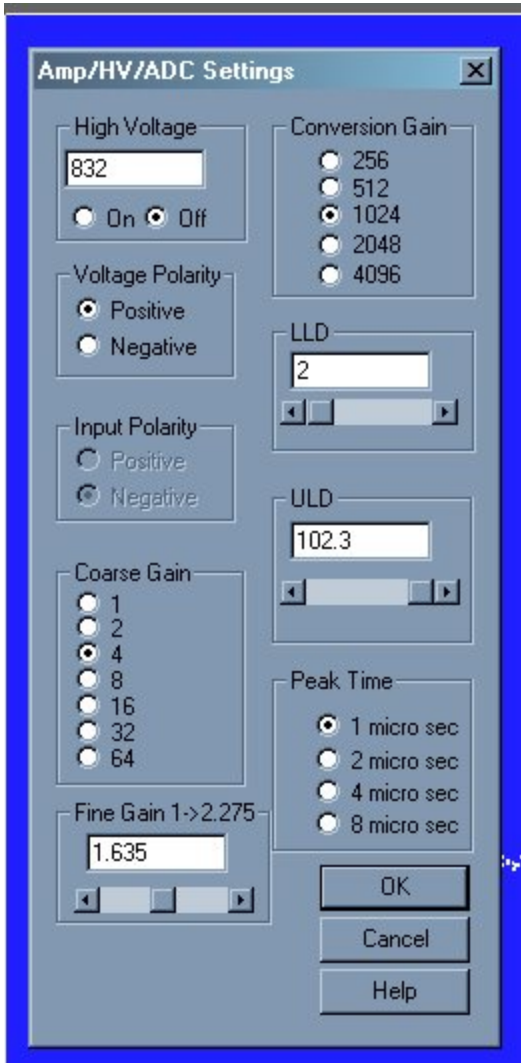 Amp/HV/ADC Settings
High Voltage
832
On Off
Voltage Polarity
Positive
Negative
Input Polarity
Positive
Negative
Coarse Gain
1
2
4
8
16
32
64
Fine Gain 1->2.275
1.635
Conversion Gain
256
512
1024
2048
4096
LLD
2
ULD
102.3
Peak Time
1 micro sec
2 micro sec
4 micro sec
8 micro sec
OK
Cancel
Help